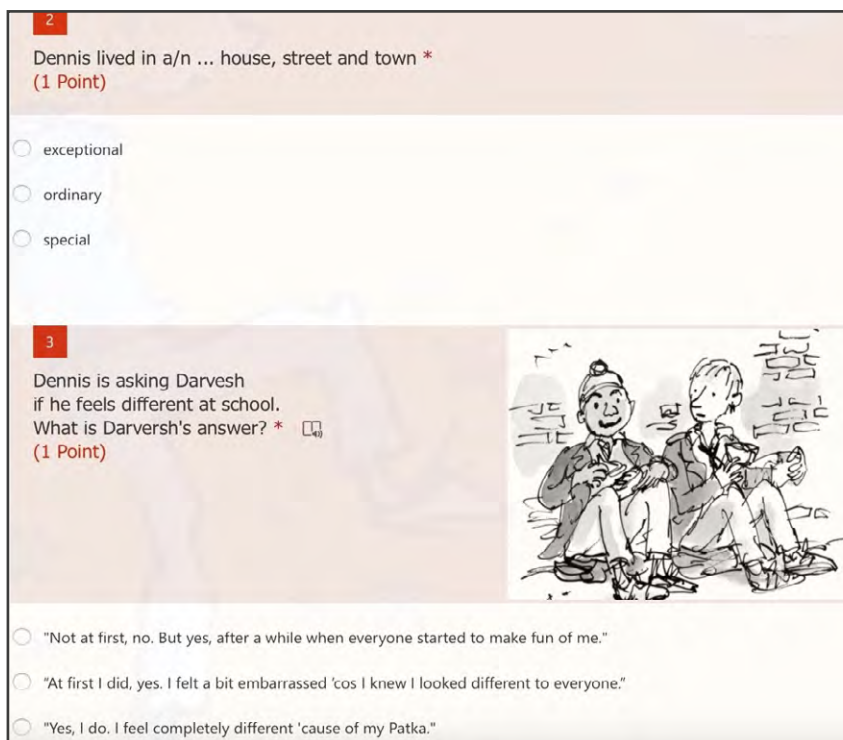 2
Dennis lived in a/n ... house, street and town *
(1 Point)
exceptional
ordinary
special
3
Dennis is asking Darvesh
if he feels different at school.
What is Darversh's answer? *
(1 Point)
"Not at first, no. But yes, after a while when everyone started to make fun of me."
"At first I did, yes. I felt a bit embarrassed 'cos I knew I looked different to everyone."
"Yes, I do. I feel completely different 'cause of my Patka."